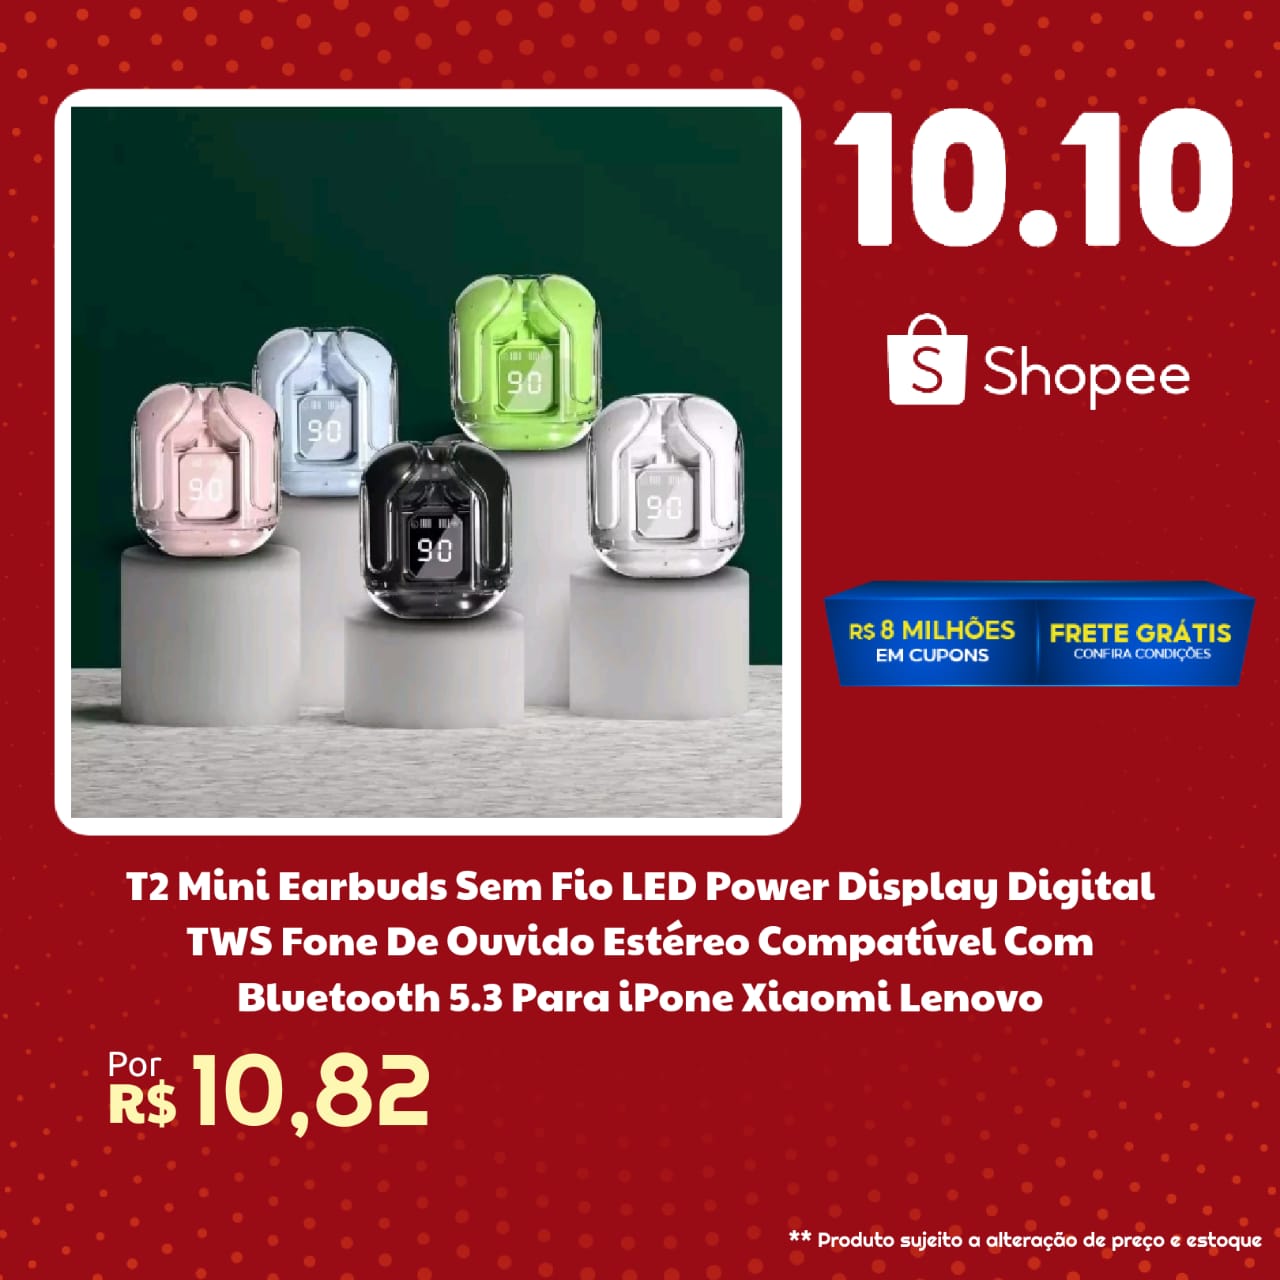 10.10
S Shopee
90
90
90
90
90
R$ 8 MILHÕES
EM CUPONS
FRETE GRÁTIS
CONFIRA CONDIÇÕES
T2 Mini Earbuds Sem Fio LED Power Display Digital
TWS Fone De Ouvido Estéreo Compatível Com
Bluetooth 5.3 Para iPone Xiaomi Lenovo
Por
R$ 10,82
** Produto sujeito a alteração de preço e estoque